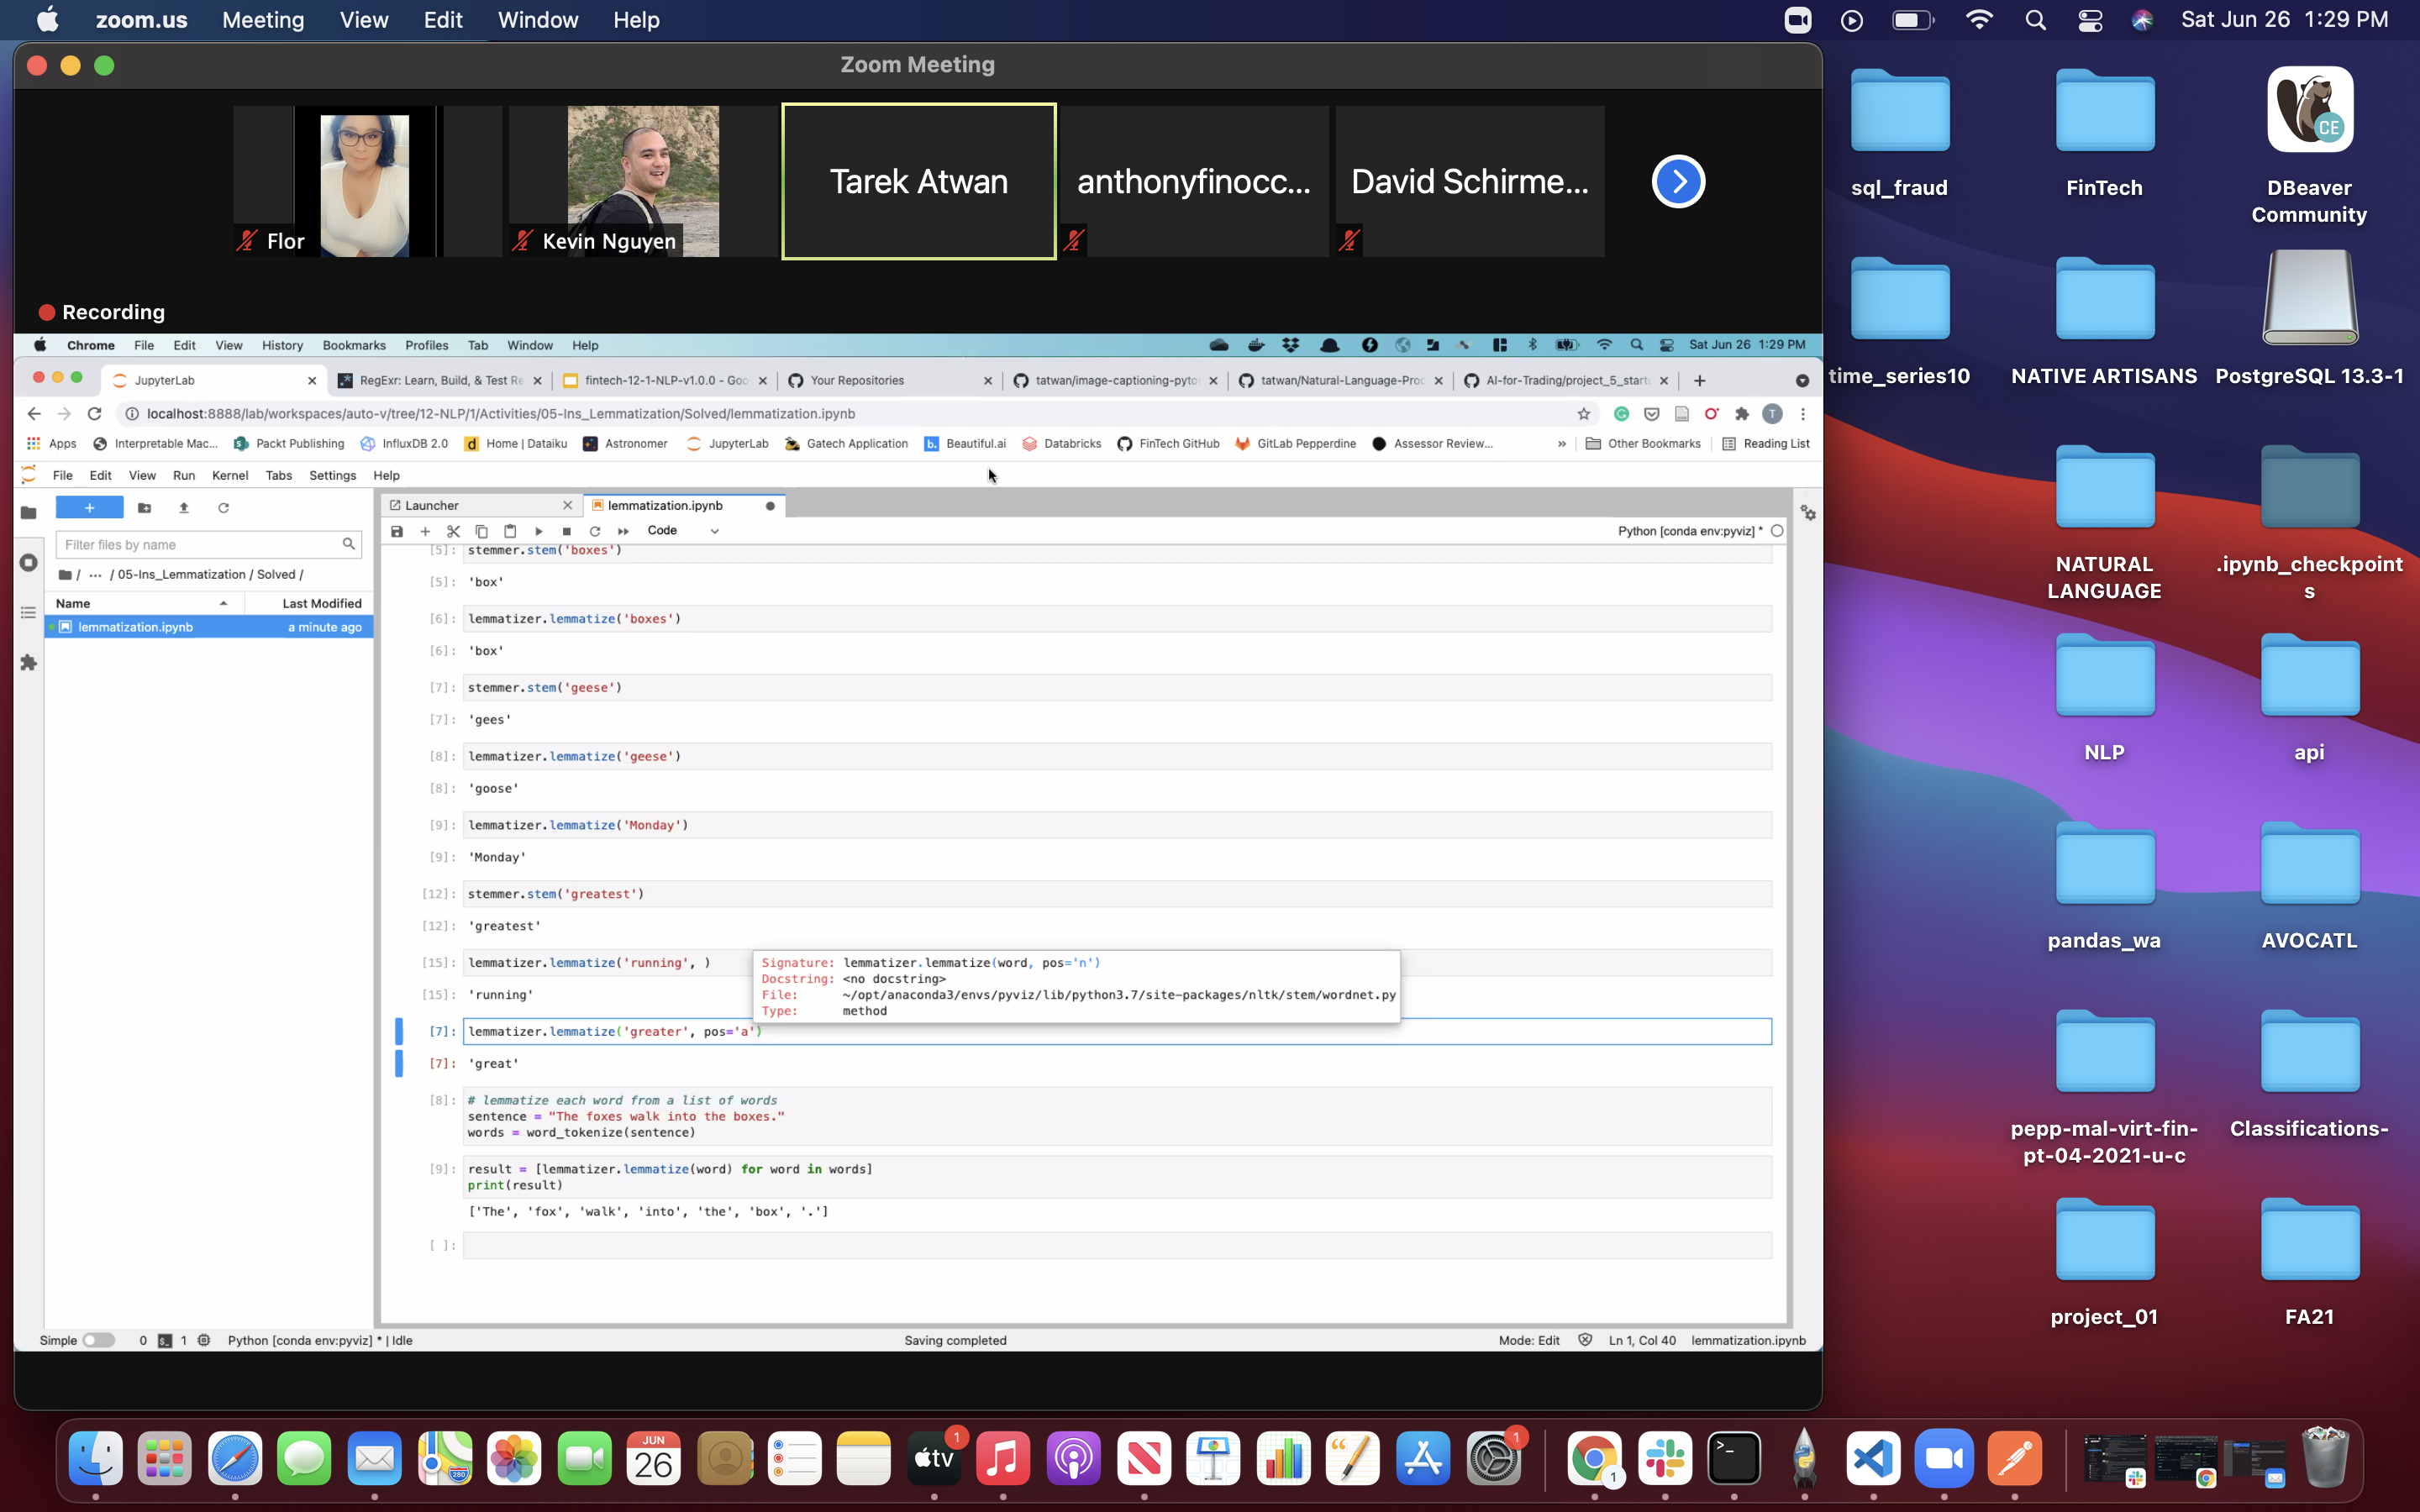 zoom.us Meeting View Edit Window Help
Sat Jun 26 1:29 PM
Zoom Meeting
Flor
Kevin Nguyen
Tarek Atwan
anthonyfinocc...
David Schirme...
Recording
Chrome File Edit View History Bookmarks Profiles Tab Window Help
Sat Jun 26 1:29 PM
JupyterLab
RegExr: Learn, Build, & Test Re
fintech-12-1-NLP-v1.0.0 - Goo
Your Repositories
tatwan/image-captioning-pyto
tatwan/Natural-Language-Proc
AI-for-Trading/project_5_start
localhost:8888/lab/workspaces/auto-v/tree/12-NLP/1/Activities/05-Ins_Lemmatization/Solved/lemmatization.ipynb
T
Apps
Interpretable Mac...
Packt Publishing
InfluxDB 2.0
Home | Dataiku
Astronomer
JupyterLab
Gatech Application
Beautiful.ai
Databricks
FinTech GitHub
GitLab Pepperdine
Assessor Review...
»
Other Bookmarks
Reading List
File Edit View Run Kernel Tabs Settings Help
Filter files by name
/ ... / 05-Ins_Lemmatization / Solved /
Name Last Modified
lemmatization.ipynb a minute ago
Launcher
lemmatization.ipynb
Code
Python [conda env:pyviz] *
[5]: stemmer.stem('boxes')
[5]: 'box'
[6]: lemmatizer.lemmatize('boxes')
[6]: 'box'
[7]: stemmer.stem('geese')
[7]: 'gees'
[8]: lemmatizer.lemmatize('geese')
[8]: 'goose'
[9]: lemmatizer.lemmatize('Monday')
[9]: 'Monday'
[12]: stemmer.stem('greatest')
[12]: 'greatest'
[15]: lemmatizer.lemmatize('running', )
[15]: 'running'
Signature: lemmatizer.lemmatize(word, pos='n')
Docstring: <no docstring>
File: ~/opt/anaconda3/envs/pyviz/lib/python3.7/site-packages/nltk/stem/wordnet.py
Type: method
[7]: lemmatizer.lemmatize('greater', pos='a')
[7]: 'great'
[8]: # lemmatize each word from a list of words
sentence = "The foxes walk into the boxes."
words = word_tokenize(sentence)
[9]: result = [lemmatizer.lemmatize(word) for word in words]
print(result)
['The', 'fox', 'walk', 'into', 'the', 'box', '.']
[ ]:
Simple 0 1 Python [conda env:pyviz] * | Idle
Saving completed
Mode: Edit Ln 1, Col 40 lemmatization.ipynb
sql_fraud
FinTech
CE
DBeaver
Community
time_series10
NATIVE ARTISANS
PostgreSQL 13.3-1
NATURAL
LANGUAGE
.ipynb_checkpoint
s
NLP
api
pandas_wa
AVOCATL
pepp-mal-virt-fin-
pt-04-2021-u-c
Classifications-
project_01
FA21
280
JUN
26
tv
1
1
1
>_